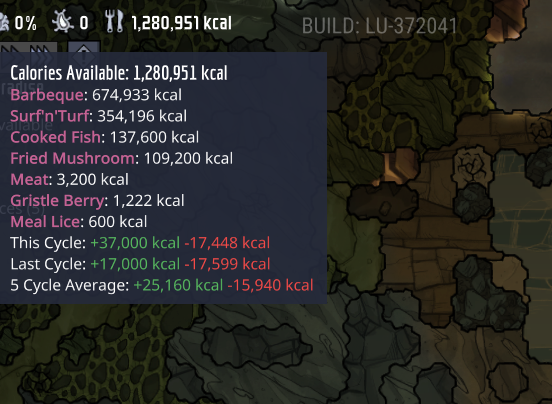 0% 0 1,280,951 kcal
BUILD: LU-372041
Calories Available: 1,280,951 kcal
Barbeque: 674,933 kcal
Surf'n'Turf: 354,196 kcal
Cooked Fish: 137,600 kcal
Fried Mushroom: 109,200 kcal
Meat: 3,200 kcal
Gristle Berry: 1,222 kcal
Meal Lice: 600 kcal
This Cycle: +37,000 kcal -17,448 kcal
Last Cycle: +17,000 kcal -17,599 kcal
5 Cycle Average: +25,160 kcal -15,940 kcal